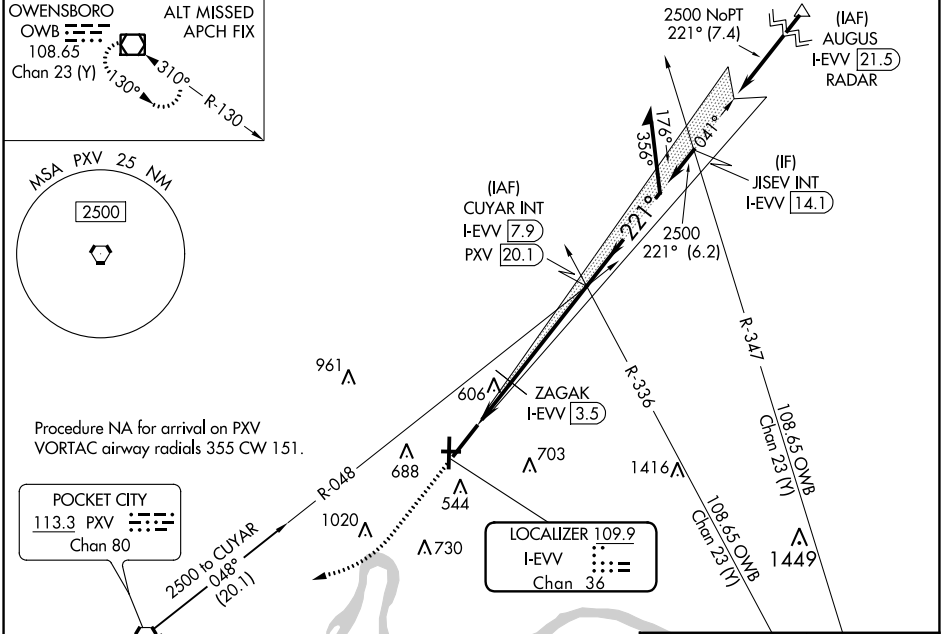 OWENSBORO
OWB
108.65
Chan 23 (Y)
ALT MISSED
APCH FIX
310°
130°
R-130
MSA PXV 25 NM
2500
2500 NoPT
221° (7.4)
(IAF)
AUGUS
I-EVV 21.5
RADAR
176°
356°
041°
(IF)
JISEV INT
I-EVV 14.1
(IAF)
CUYAR INT
I-EVV 7.9
PXV 20.1
221°
2500
221° (6.2)
R-347
R-336
961
606
ZAGAK
I-EVV 3.5
Procedure NA for arrival on PXV
VORTAC airway radials 355 CW 151.
R-048
688
703
1416
108.65 OWB
Chan 23 (Y)
POCKET CITY
113.3 PXV
Chan 80
544
1020
730
2500 to CUYAR
048°
(20.1)
LOCALIZER 109.9
I-EVV
Chan 36
108.65 OWB
Chan 23 (Y)
1449